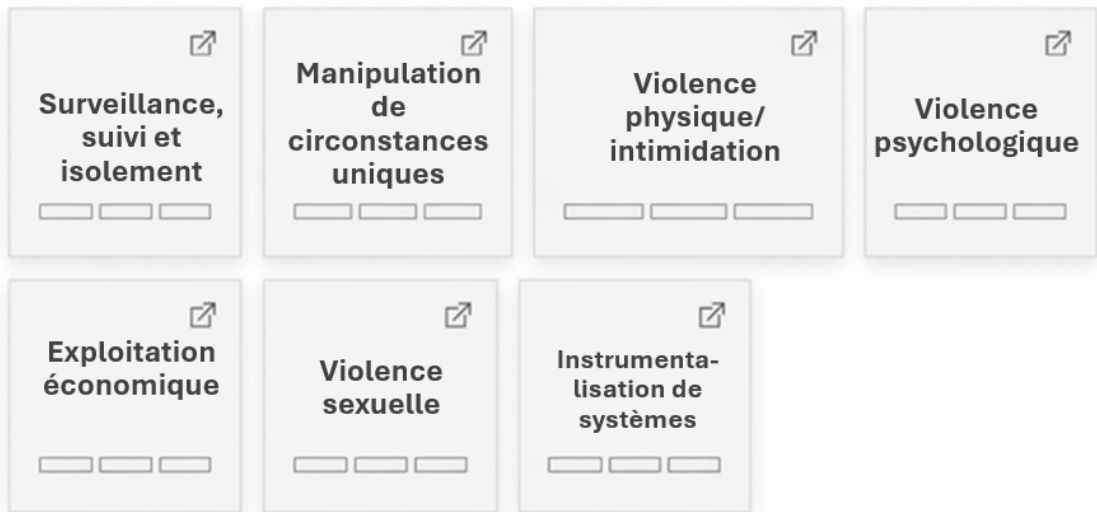 Surveillance,
suivi et
isolement
Manipulation
de
circonstances
uniques
Violence
physique/
intimidation
Violence
psychologique
Exploitation
économique
Violence
sexuelle
Instrumenta-
lisation de
systèmes